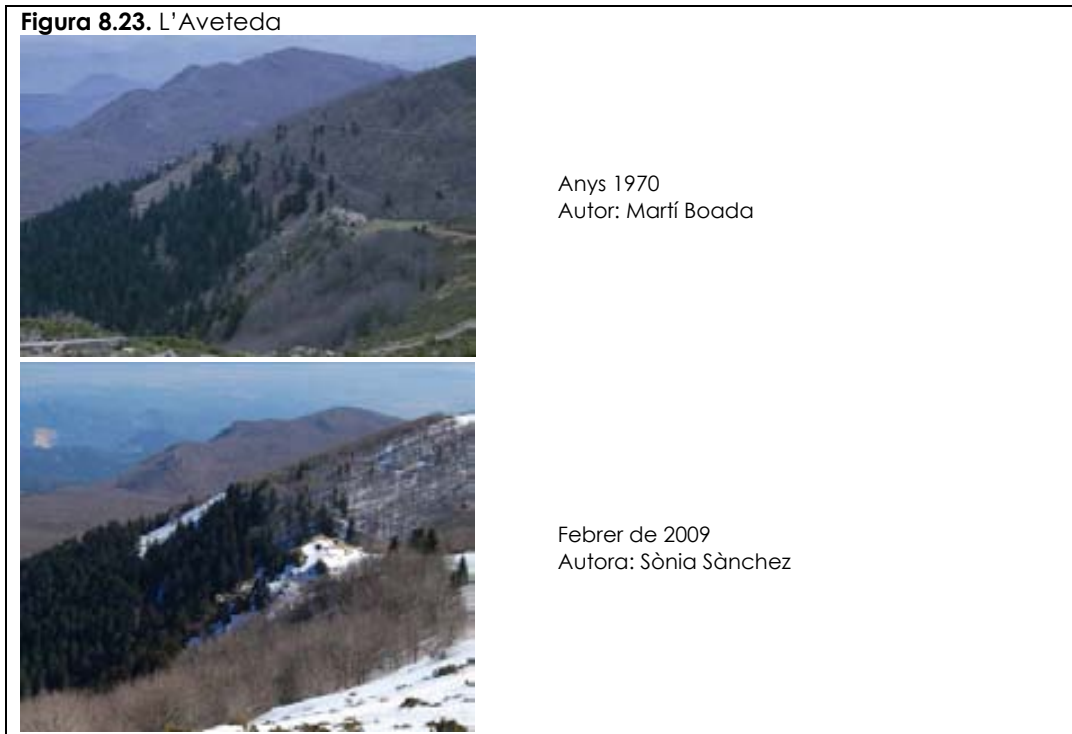 Figura 8.23. L'Aveteda
Anys 1970
Autor: Martí Boada
Febrer de 2009
Autora: Sònia Sànchez